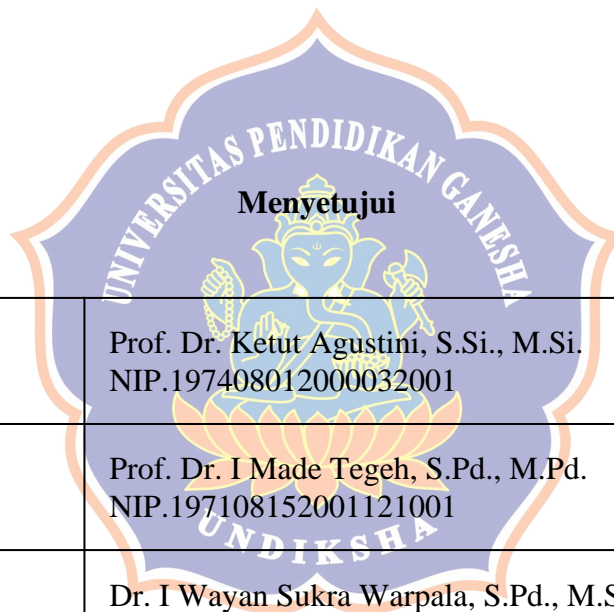 UNIVERSITAS PENDIDIKAN GANESHA
Menyetujui
Prof. Dr. Ketut Agustini, S.Si., M.Si.
NIP.197408012000032001
Prof. Dr. I Made Tegeh, S.Pd., M.Pd.
NIP.197108152001121001
UNDIKSHA
Dr. I Wayan Sukra Warpala, S.Pd., M.S